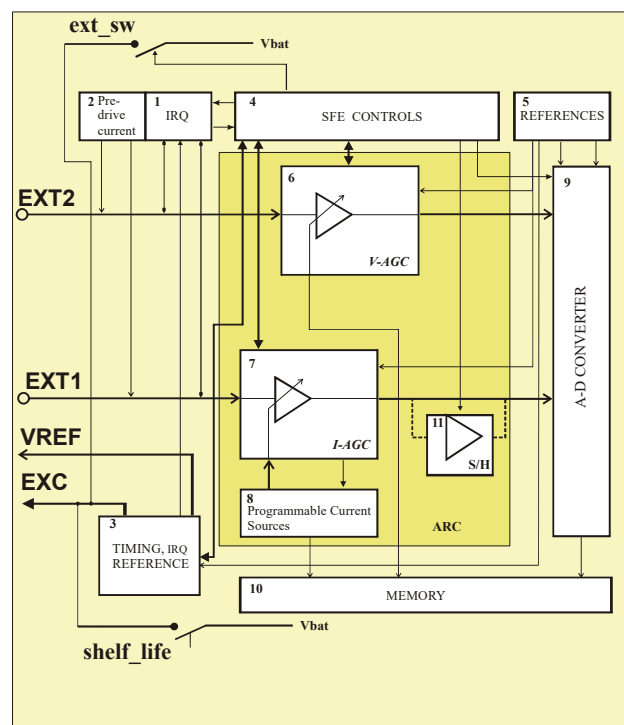 ext_sw
Vbat
2 Pre-
drive
current
1
IRQ
4
SFE CONTROLS
5
REFERENCES
6
V-AGC
9
A-D CONVERTER
EXT2
7
I-AGC
EXT1
11
S/H
VREF
EXC
8
Programmable Current
Sources
ARC
3
TIMING, IRQ
REFERENCE
10
MEMORY
Vbat
shelf_life